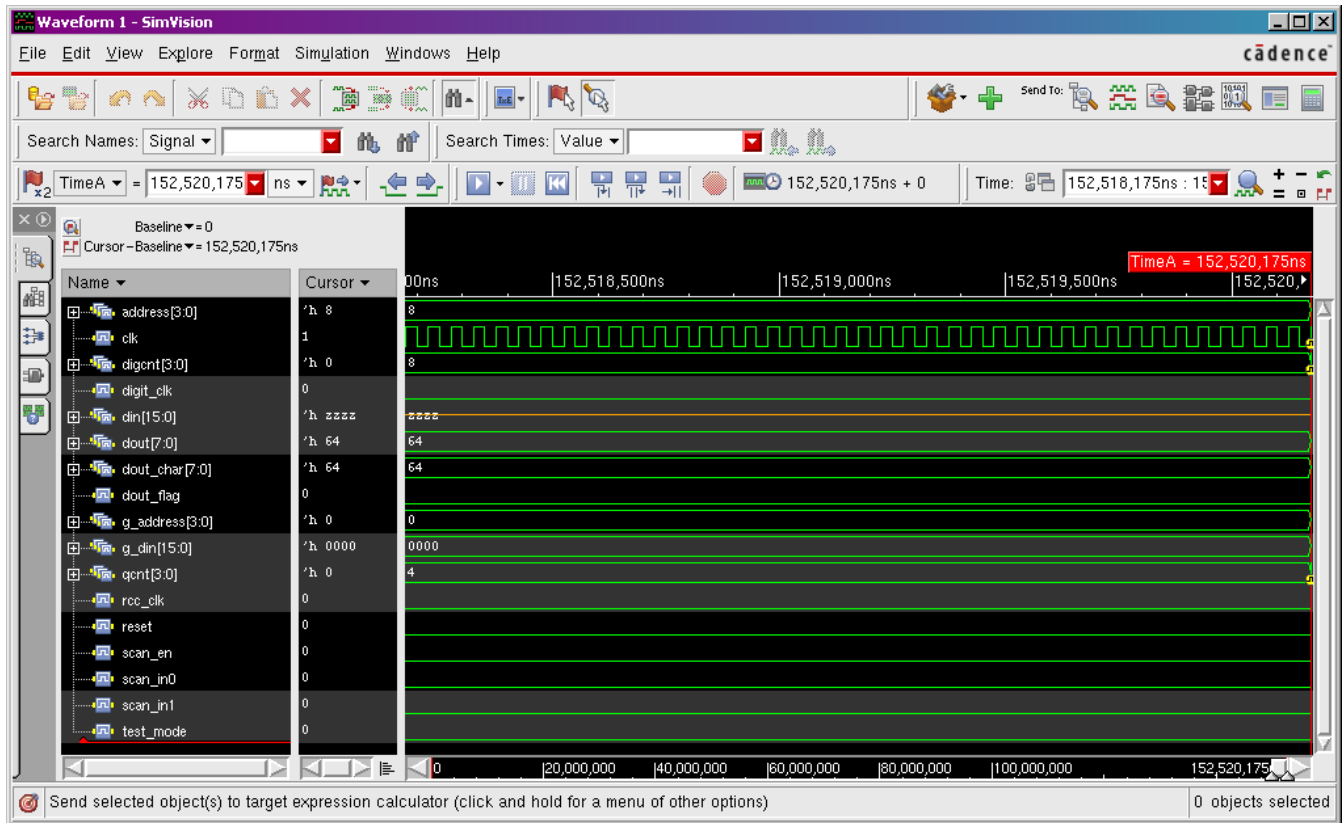 Waveform 1 - SimVision
File Edit View Explore Format Simulation Windows Help cādence
Send To:
Search Names: Signal Search Times: Value
x2 TimeA = 152,520,175 ns 152,520,175ns + 0 Time: 152,518,175ns : 15
Baseline = 0
Cursor-Baseline = 152,520,175ns
TimeA = 152,520,175ns
Name Cursor 00ns 152,518,500ns 152,519,000ns 152,519,500ns 152,520,
address[3:0] 'h 8 8
clk 1
digcnt[3:0] 'h 0 8
digit_clk 0
din[15:0] 'h zzzz zzzz
dout[7:0] 'h 64 64
dout_char[7:0] 'h 64 64
dout_flag 0
g_address[3:0] 'h 0 0
g_din[15:0] 'h 0000 0000
qcnt[3:0] 'h 0 4
rcc_clk 0
reset 0
scan_en 0
scan_in0 0
scan_in1 0
test_mode 0
0 20,000,000 40,000,000 60,000,000 80,000,000 100,000,000 152,520,175
Send selected object(s) to target expression calculator (click and hold for a menu of other options) 0 objects selected